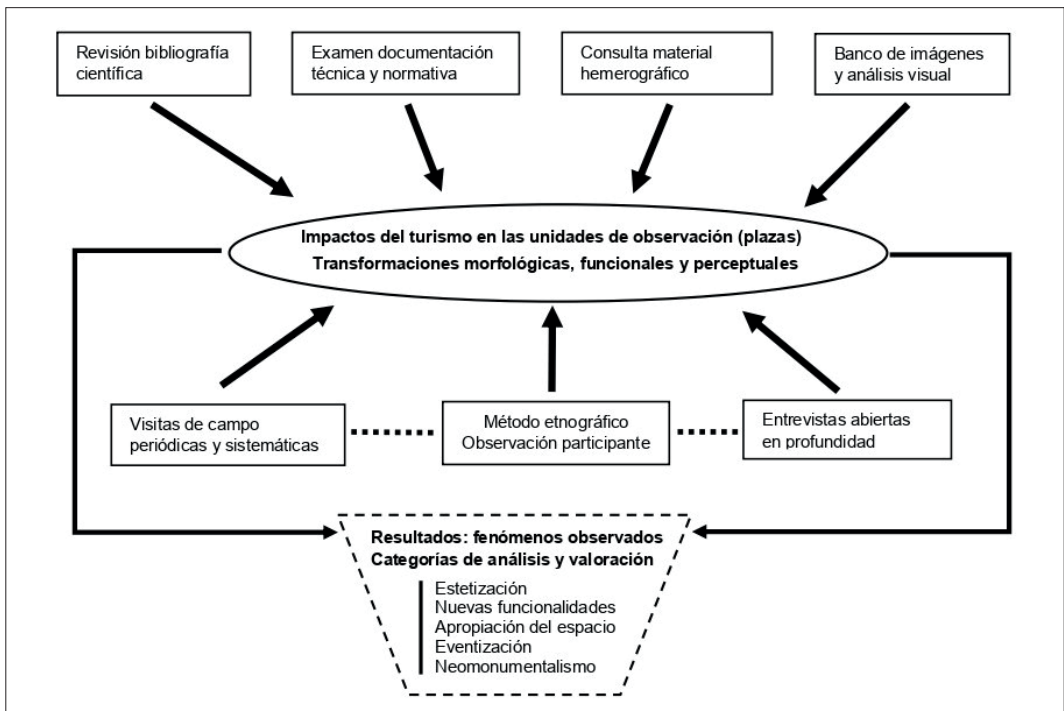 Revisión bibliografía
científica
Examen documentación
técnica y normativa
Consulta material
hemerográfico
Banco de imágenes
y análisis visual
Impactos del turismo en las unidades de observación (plazas)
Transformaciones morfológicas, funcionales y perceptuales
Visitas de campo
periódicas y sistemáticas
Método etnográfico
Observación participante
Entrevistas abiertas
en profundidad
Resultados: fenómenos observados
Categorías de análisis y valoración
Estetización
Nuevas funcionalidades
Apropiación del espacio
Eventización
Neomonumentalismo